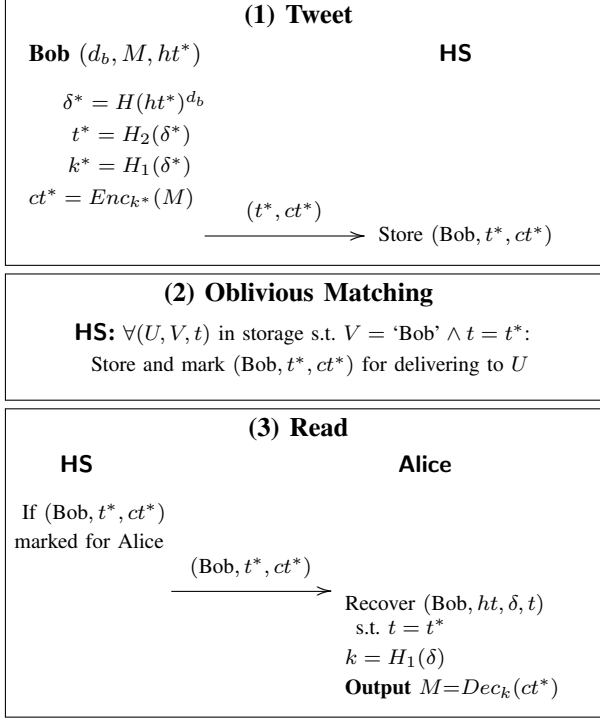 (1) Tweet
Bob (d_b, M, ht*)
HS
δ* = H(ht*)^{d_b}
t* = H_2(δ*)
k* = H_1(δ*)
ct* = Enc_{k*}(M)
(t*, ct*)
Store (Bob, t*, ct*)
(2) Oblivious Matching
HS: ∀(U, V, t) in storage s.t. V = ‘Bob’ ∧ t = t*:
Store and mark (Bob, t*, ct*) for delivering to U
(3) Read
HS
Alice
If (Bob, t*, ct*)
marked for Alice
(Bob, t*, ct*)
Recover (Bob, ht, δ, t)
s.t. t = t*
k = H_1(δ)
Output M=Dec_k(ct*)